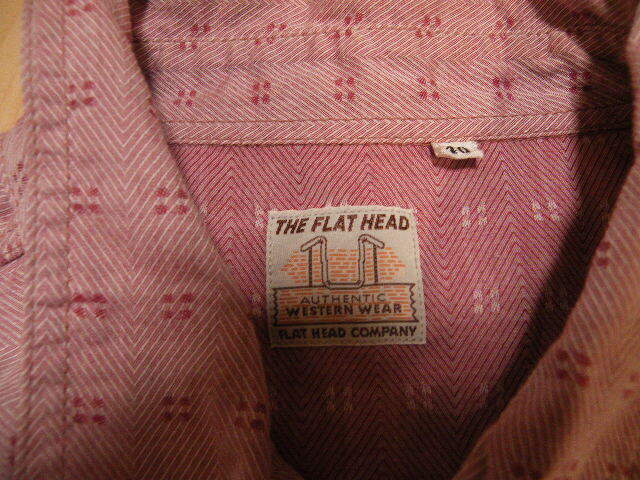 THE FLAT HEAD
AUTHENTIC
WESTERN WEAR
FLAT HEAD COMPANY